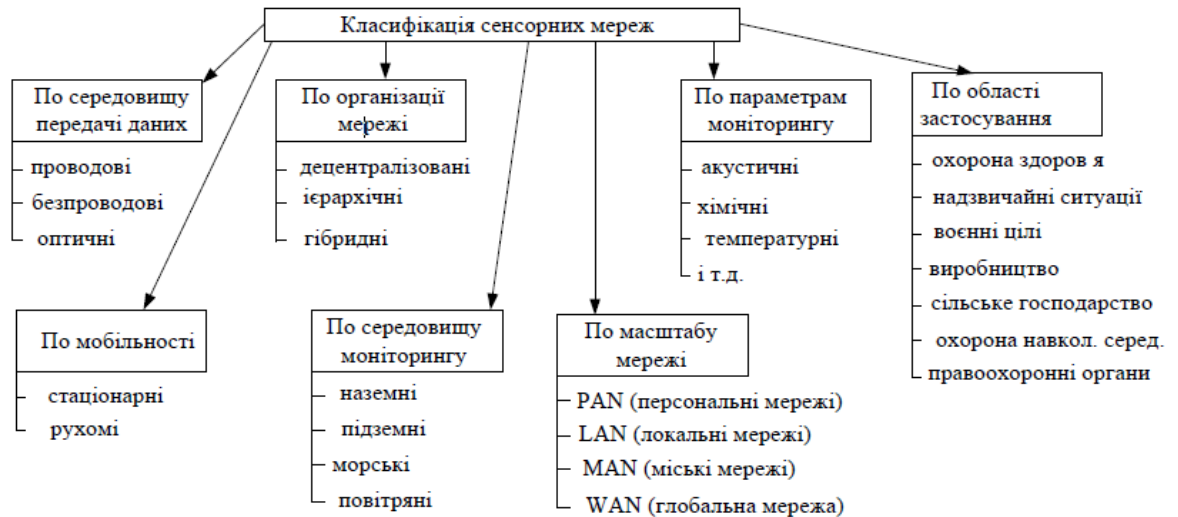 Класифікація сенсорних мереж
По середовищу
передачі даних
проводові
безпроводові
оптичні
По організації
мережі
децентралізовані
ієрархічні
гібридні
По параметрам
моніторингу
акустичні
хімічні
температурні
і т.д.
По області
застосування
охорона здоров я
надзвичайні ситуації
воєнні цілі
виробництво
сільське господарство
охорона навкол. серед.
правоохоронні органи
По мобільності
стаціонарні
рухомі
По середовищу
моніторингу
наземні
підземні
морські
повітряні
По масштабу
мережі
PAN (персональні мережі)
LAN (локальні мережі)
MAN (міські мережі)
WAN (глобальна мережа)